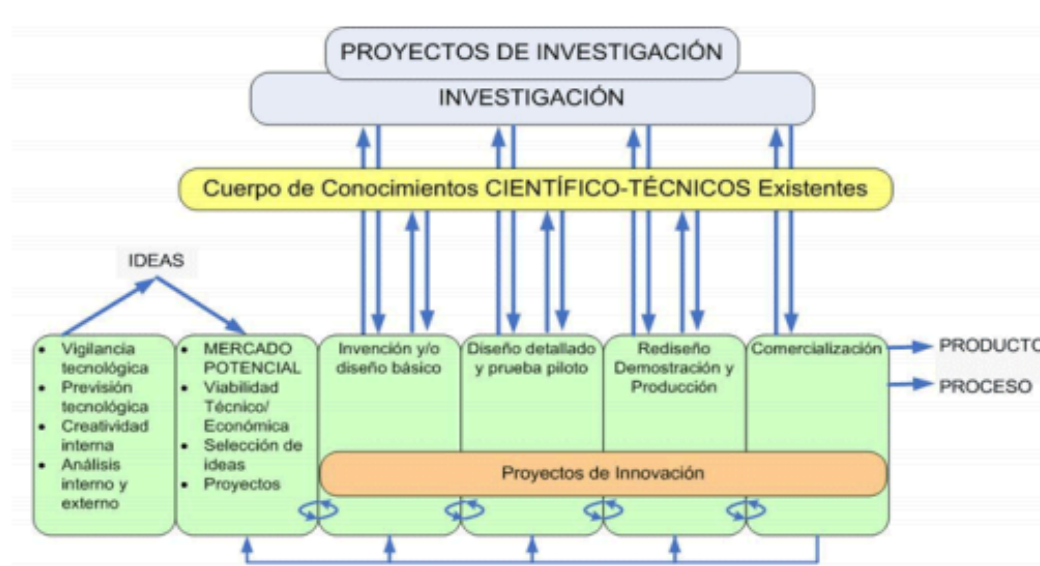 PROYECTOS DE INVESTIGACIÓN
INVESTIGACIÓN
Cuerpo de Conocimientos CIENTÍFICO-TÉCNICOS Existentes
IDEAS
• Vigilancia
tecnológica
• Previsión
tecnológica
• Creatividad
interna
• Análisis
interno y
externo
• MERCADO
POTENCIAL
• Viabilidad
Técnico/
Económica
• Selección de
ideas
• Proyectos
Invención y/o
diseño básico
Diseño detallado
y prueba piloto
Rediseño
Demostración y
Producción
Comercialización
PRODUCTO
PROCESO
Proyectos de Innovación